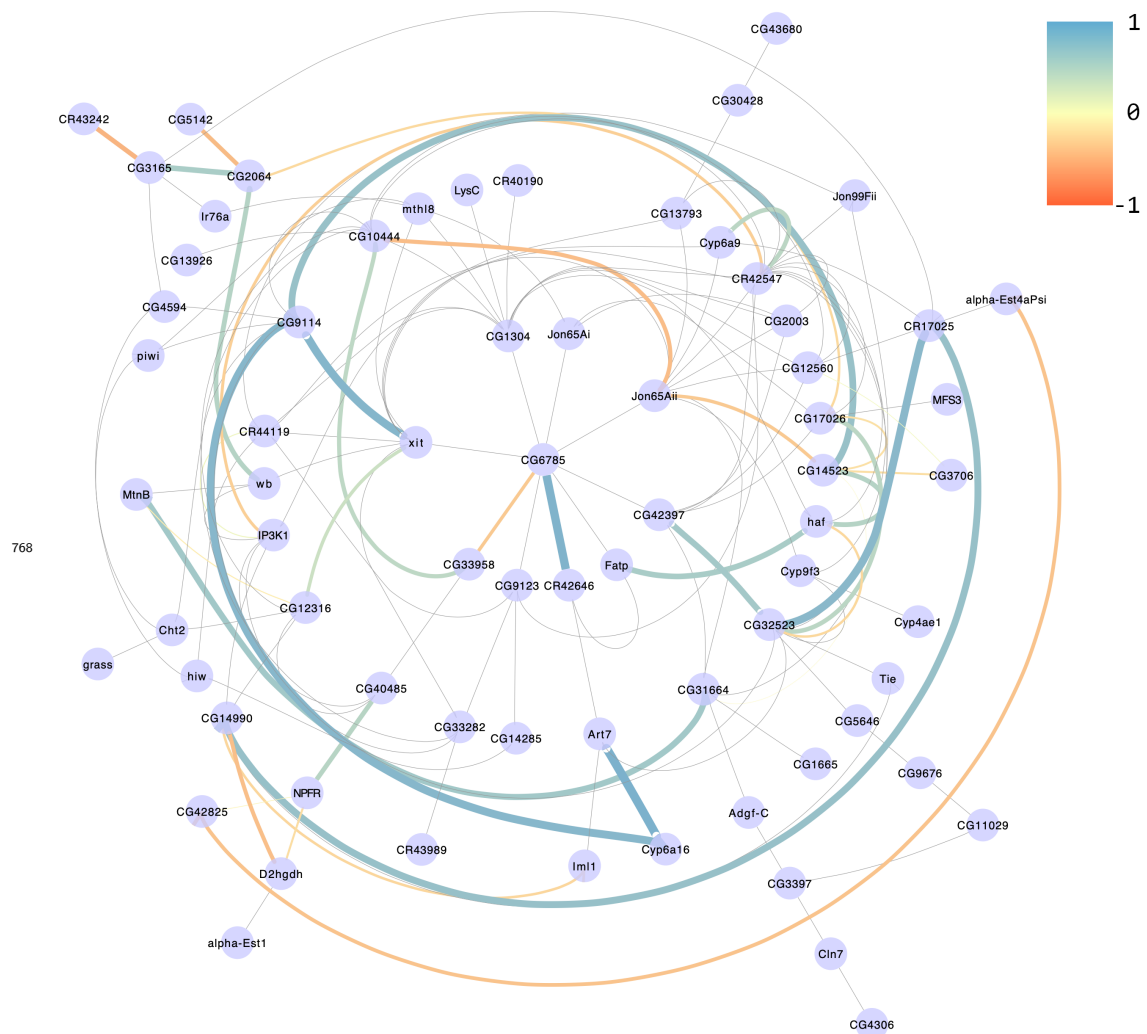 CG43680
1
CG30428
0
CR43242
CG5142
CG3165
CG2064
LysC
CR40190
-1
Ir76a
mthl8
CG13793
Jon99Fii
CG10444
Cyp6a9
CG13926
CR42547
CG4594
alpha-Est4aPsi
CG9114
CG1304
Jon65Ai
CG2003
CR17025
piwi
CG12560
Jon65Aii
MFS3
CG17026
CR44119
xit
CG6785
CG14523
CG3706
wb
MtnB
CG42397
haf
IP3K1
768
CG33958
Fatp
Cyp9f3
CG9123
CR42646
CG12316
CG32523
Cyp4ae1
Cht2
grass
hiw
Tie
CG40485
CG31664
CG14990
CG33282
CG14285
Art7
CG5646
CG1665
CG9676
NPFR
CG42825
Adgf-C
CG11029
CR43989
Cyp6a16
Iml1
D2hgdh
CG3397
alpha-Est1
Cln7
CG4306